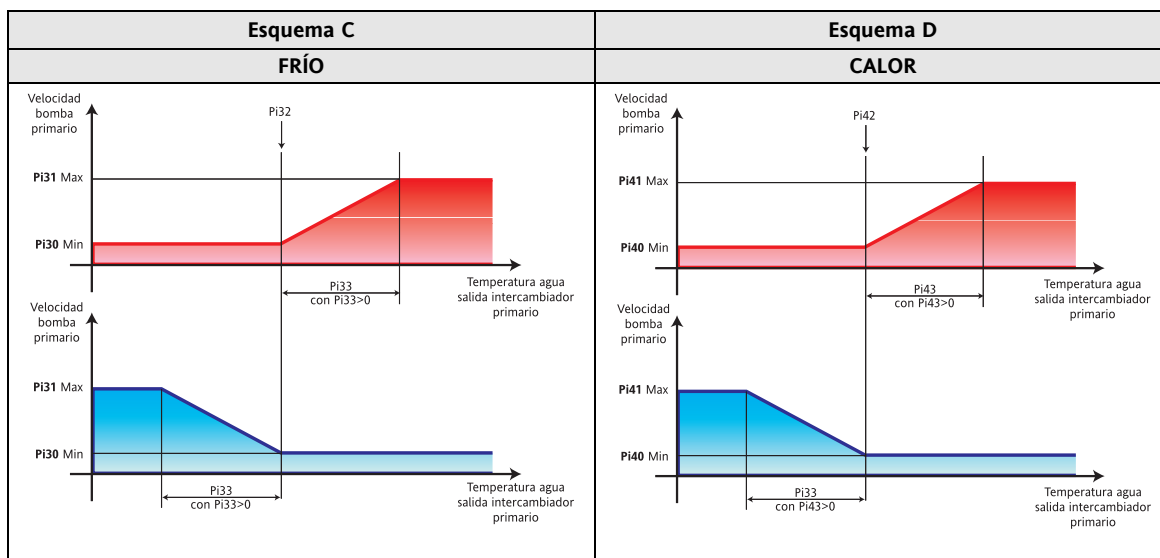 Esquema C
Esquema D
FRÍO
CALOR
Velocidad
bomba
primario
Pi32
Pi31 Max
Pi30 Min
Temperatura agua
salida intercambiador
primario
Pi33
con Pi33>0
Velocidad
bomba
primario
Pi31 Max
Pi30 Min
Temperatura agua
salida intercambiador
primario
Pi33
con Pi33>0
Velocidad
bomba
primario
Pi42
Pi41 Max
Pi40 Min
Temperatura agua
salida intercambiador
primario
Pi43
con Pi43>0
Velocidad
bomba
primario
Pi41 Max
Pi40 Min
Temperatura agua
salida intercambiador
primario
Pi33
con Pi43>0